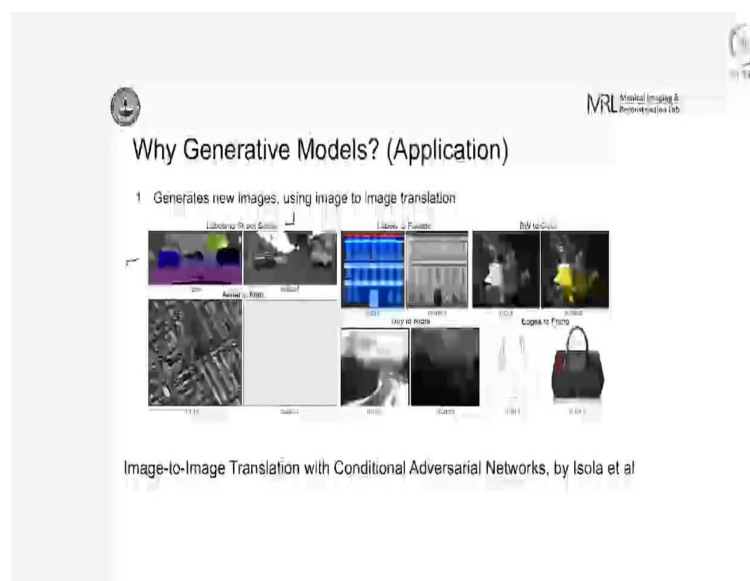 MRL Medical Imaging &
Reconstruction Lab
Why Generative Models? (Application)
1 Generates new images, using image to image translation
Labels to Street Scene
Labels to Facade
BW to Color
Aerial to Map
Day to Night
Edges to Photo
Image-to-Image Translation with Conditional Adversarial Networks, by Isola et al